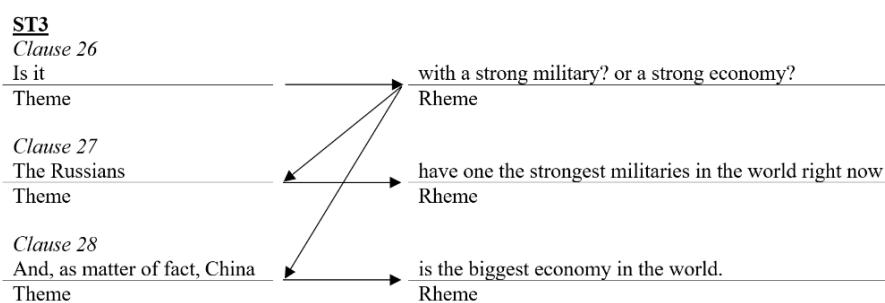 ST3
Clause 26
Is it with a strong military? or a strong economy?
Theme Rheme
Clause 27
The Russians have one the strongest militaries in the world right now
Theme Rheme
Clause 28
And, as matter of fact, China is the biggest economy in the world.
Theme Rheme